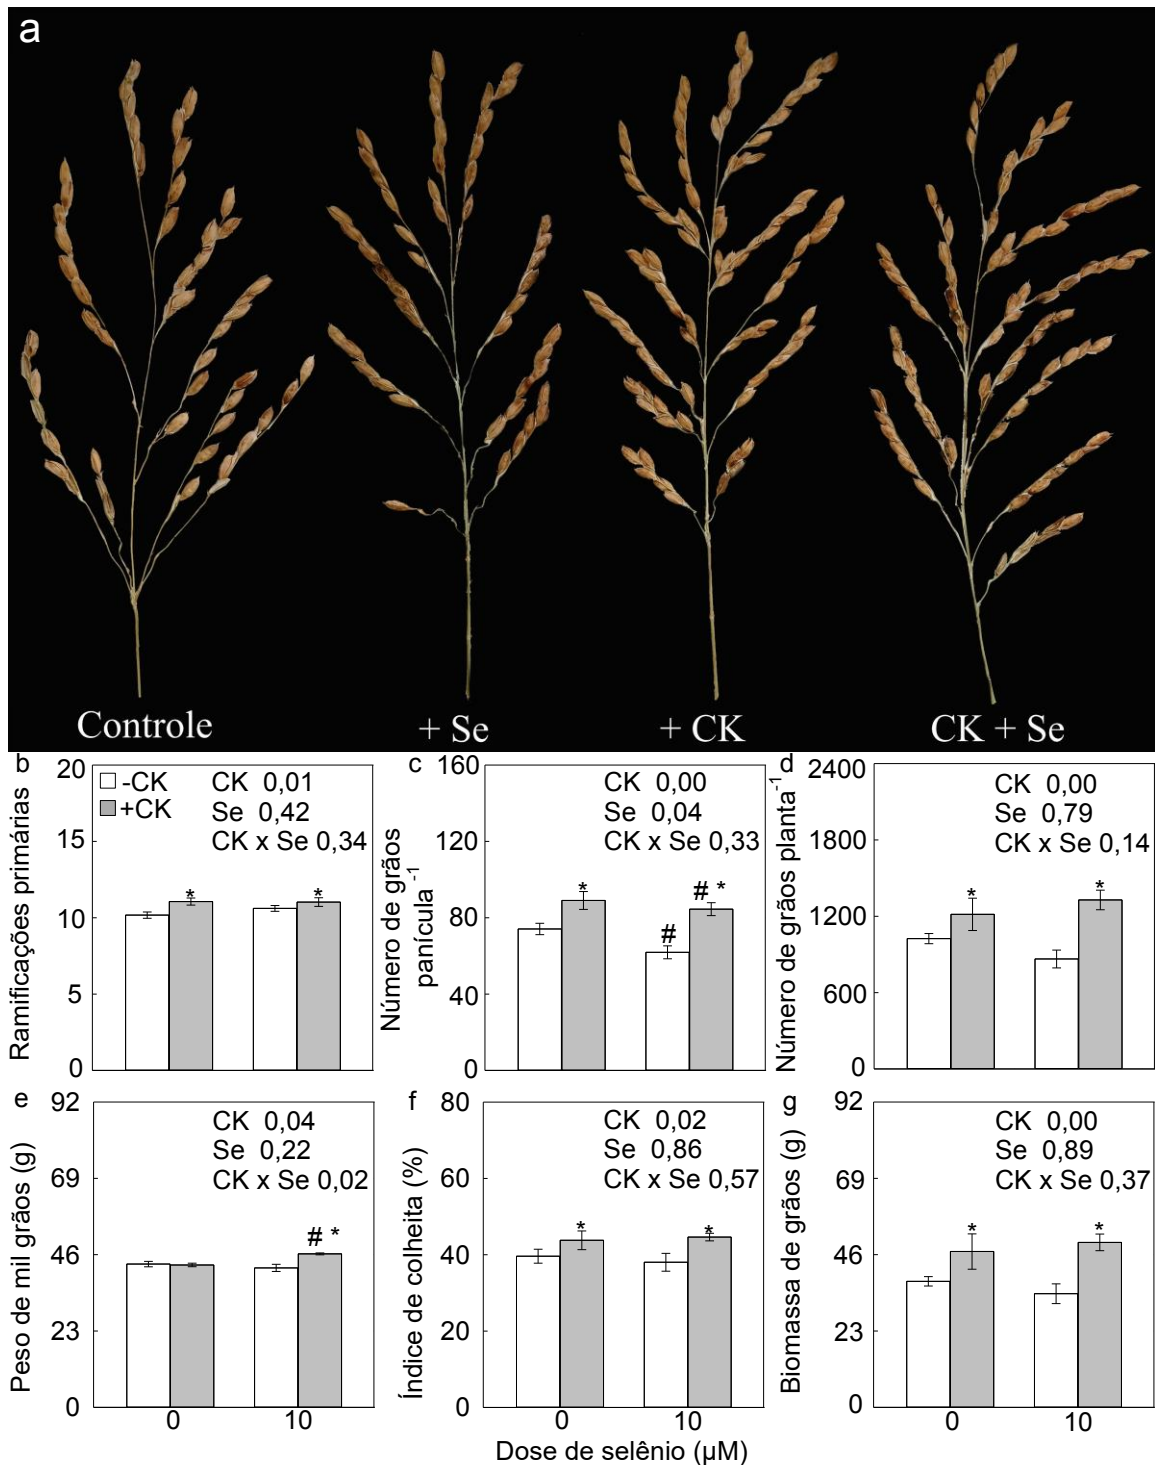 a
Controle
+ Se
+ CK
CK + Se
b
Ramificações primárias
20
15
10
5
0
-CK
+CK
CK 0,01
Se 0,42
CK x Se 0,34
*
*
c
Número de grãos
panícula-1
160
120
80
40
0
CK 0,00
Se 0,04
CK x Se 0,33
*
#
# *
d
Número de grãos planta-1
2400
1800
1200
600
0
CK 0,00
Se 0,79
CK x Se 0,14
*
*
e
Peso de mil grãos (g)
92
69
46
23
0
CK 0,04
Se 0,22
CK x Se 0,02
# *
0
10
f
Índice de colheita (%)
80
60
40
20
0
CK 0,02
Se 0,86
CK x Se 0,57
*
*
0
10
g
Biomassa de grãos (g)
92
69
46
23
0
CK 0,00
Se 0,89
CK x Se 0,37
*
*
0
10
Dose de selênio (µM)